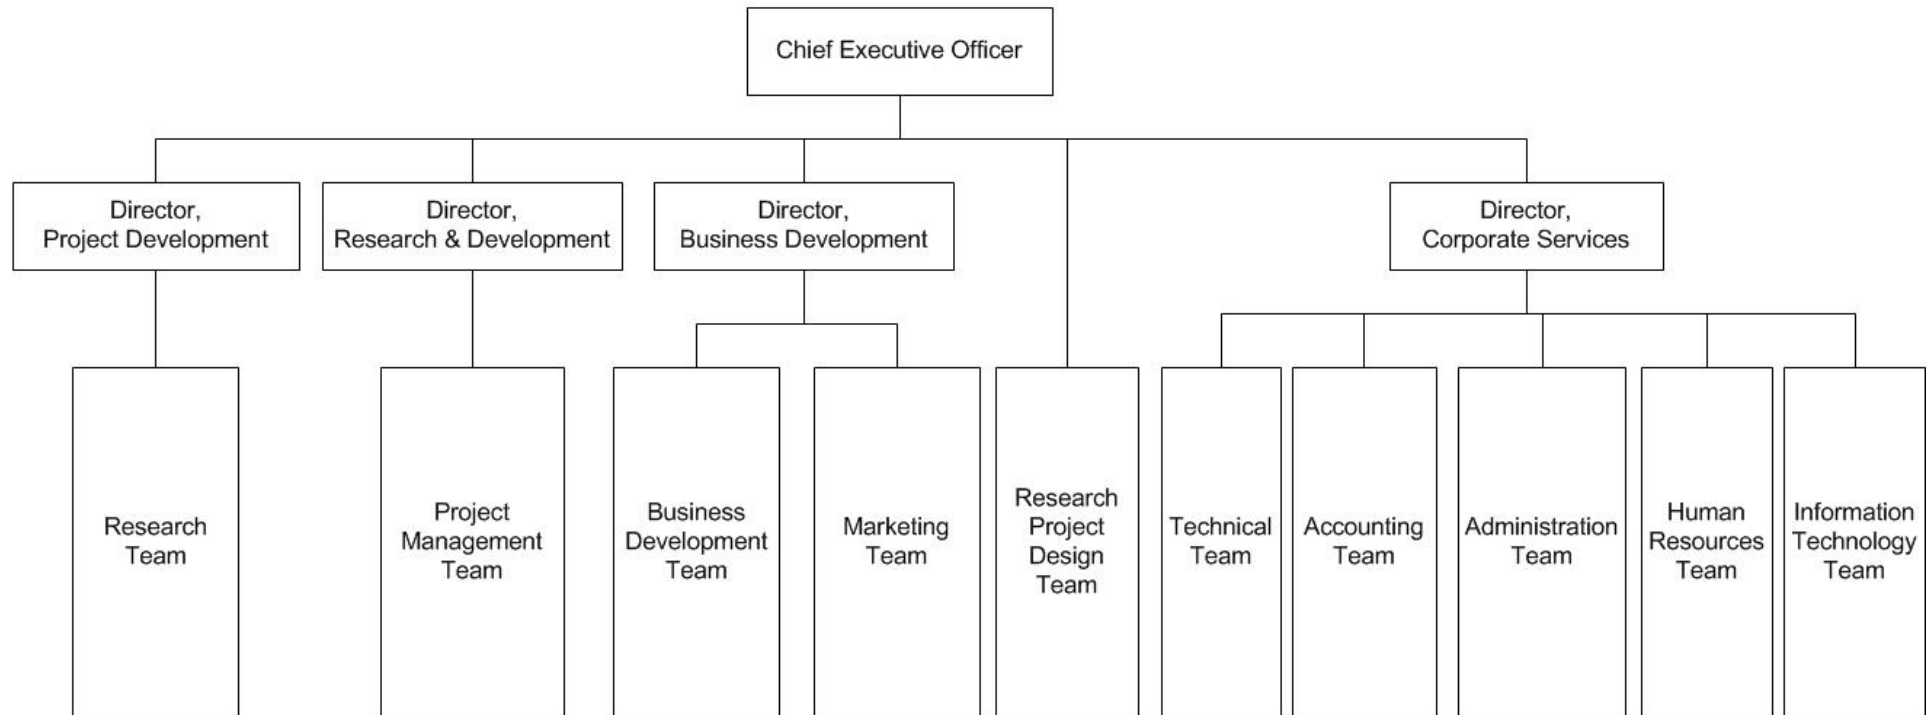 Chief Executive Officer
Director,
Project Development
Director,
Research & Development
Director,
Business Development
Director,
Corporate Services
Research
Team
Project
Management
Team
Business
Development
Team
Marketing
Team
Research
Project
Design
Team
Technical
Team
Accounting
Team
Administration
Team
Human
Resources
Team
Information
Technology
Team